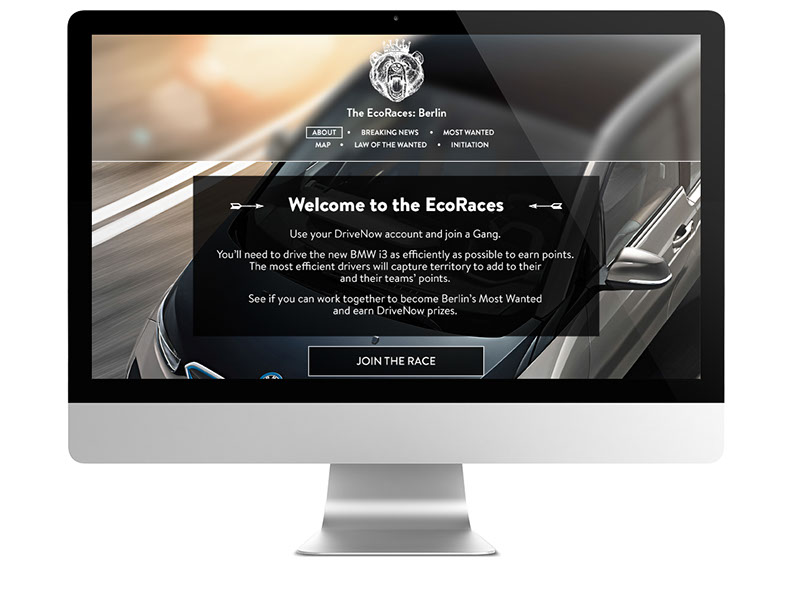 The EcoRaces: Berlin
ABOUT • BREAKING NEWS • MOST WANTED
MAP • LAW OF THE WANTED • INITIATION
Welcome to the EcoRaces
Use your DriveNow account and join a Gang.
You'll need to drive the new BMW i3 as efficiently as possible to earn points.
The most efficient drivers will capture territory to add to their
and their teams' points.
See if you can work together to become Berlin's Most Wanted
and earn DriveNow prizes.
JOIN THE RACE